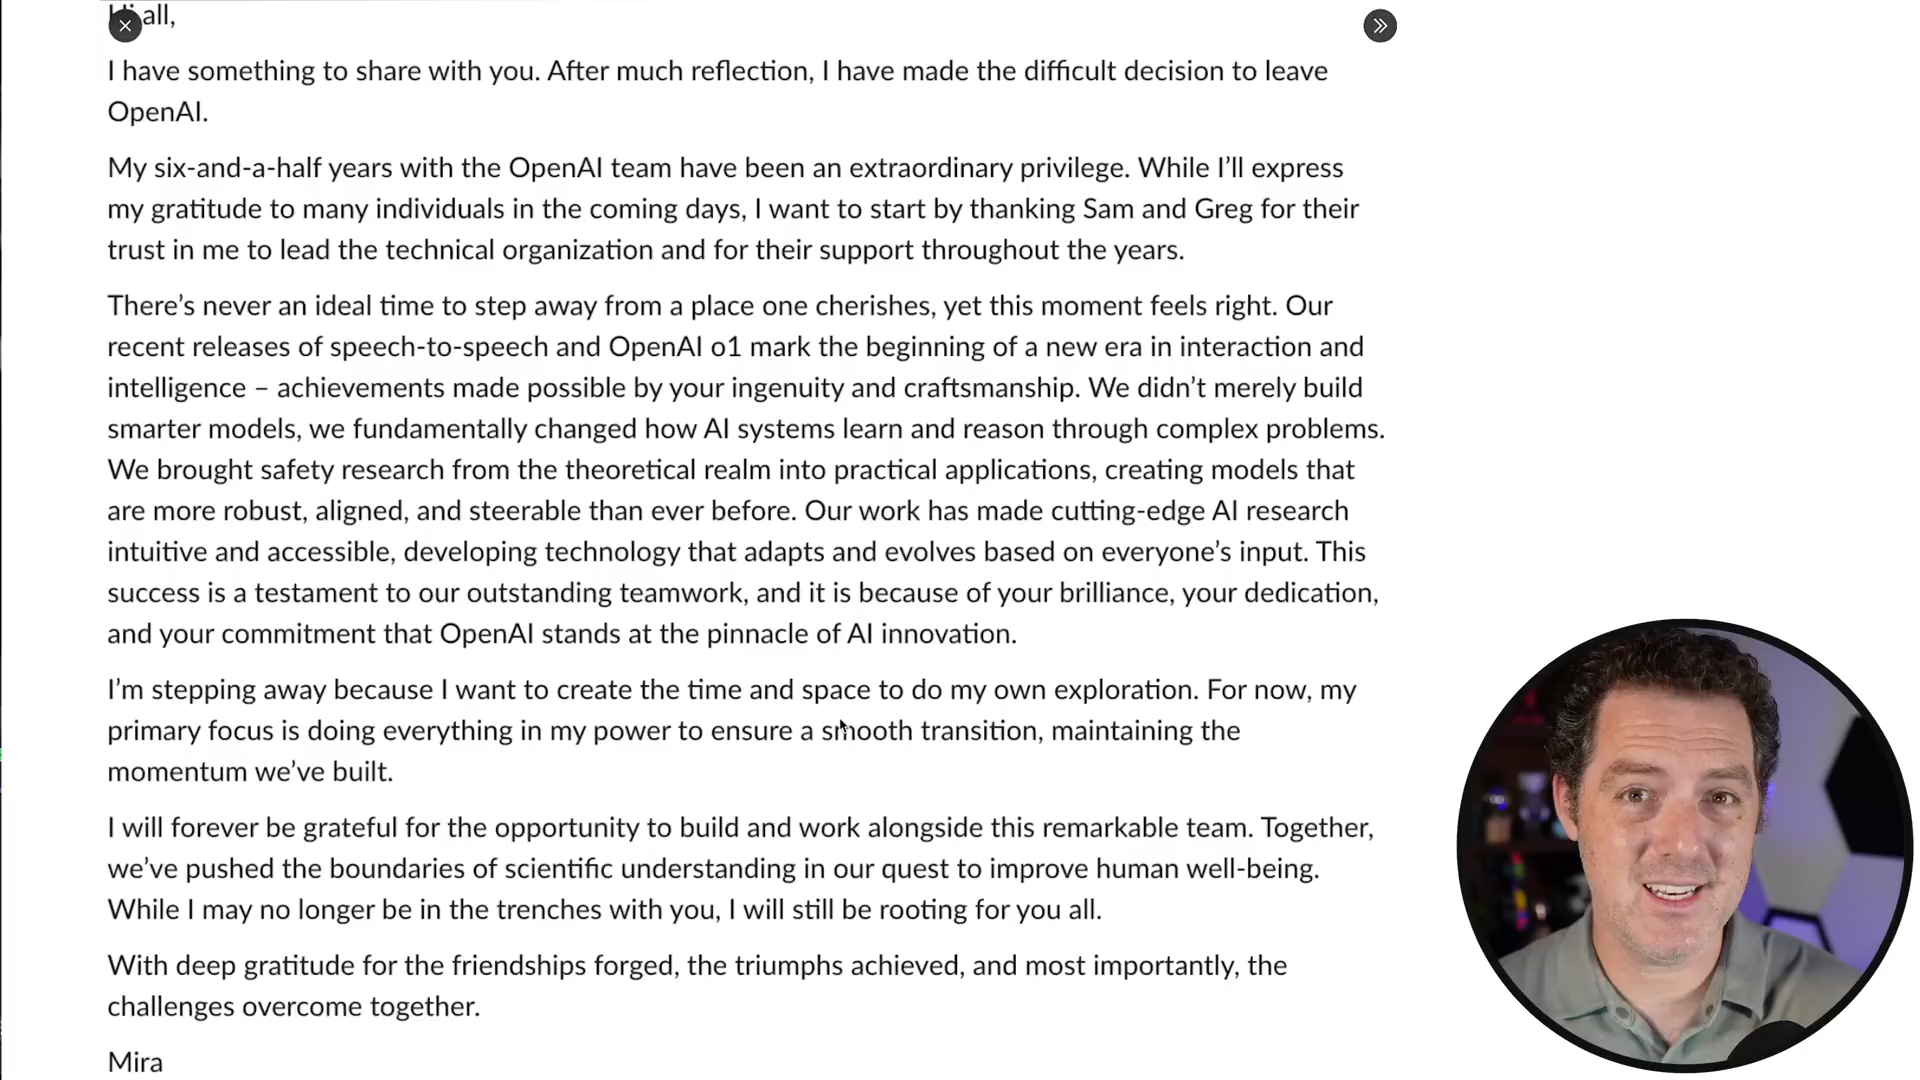 Hi all,
I have something to share with you. After much reflection, I have made the difficult decision to leave
OpenAI.
My six-and-a-half years with the OpenAI team have been an extraordinary privilege. While I’ll express
my gratitude to many individuals in the coming days, I want to start by thanking Sam and Greg for their
trust in me to lead the technical organization and for their support throughout the years.
There’s never an ideal time to step away from a place one cherishes, yet this moment feels right. Our
recent releases of speech-to-speech and OpenAI o1 mark the beginning of a new era in interaction and
intelligence – achievements made possible by your ingenuity and craftsmanship. We didn’t merely build
smarter models, we fundamentally changed how AI systems learn and reason through complex problems.
We brought safety research from the theoretical realm into practical applications, creating models that
are more robust, aligned, and steerable than ever before. Our work has made cutting-edge AI research
intuitive and accessible, developing technology that adapts and evolves based on everyone’s input. This
success is a testament to our outstanding teamwork, and it is because of your brilliance, your dedication,
and your commitment that OpenAI stands at the pinnacle of AI innovation.
I’m stepping away because I want to create the time and space to do my own exploration. For now, my
primary focus is doing everything in my power to ensure a smooth transition, maintaining the
momentum we’ve built.
I will forever be grateful for the opportunity to build and work alongside this remarkable team. Together,
we’ve pushed the boundaries of scientific understanding in our quest to improve human well-being.
While I may no longer be in the trenches with you, I will still be rooting for you all.
With deep gratitude for the friendships forged, the triumphs achieved, and most importantly, the
challenges overcome together.
Mira